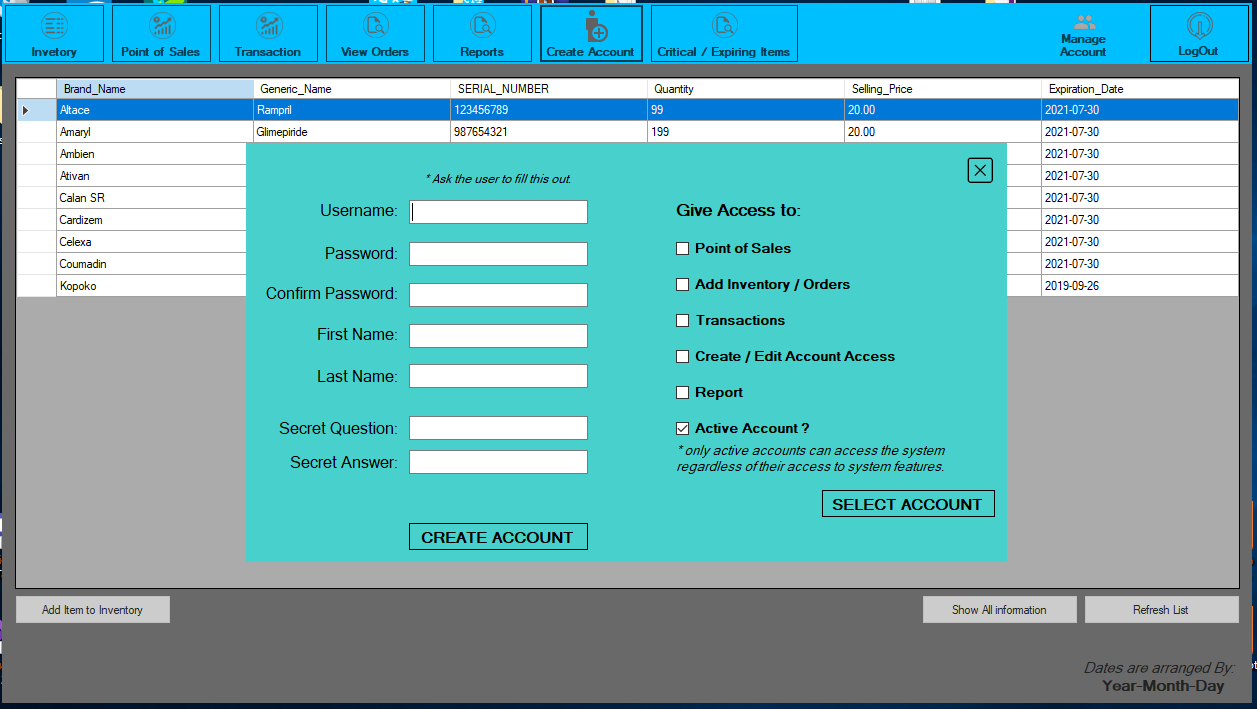 Invetory
Point of Sales
Transaction
View Orders
Reports
Create Account
Critical / Expiring Items
Manage
Account
LogOut
Brand_Name Generic_Name SERIAL_NUMBER Quantity Selling_Price Expiration_Date
Altace Rampril 123456789 99 20.00 2021-07-30
Amaryl Glimepiride 987654321 199 20.00 2021-07-30
Ambien 2021-07-30
Ativan 2021-07-30
Calan SR 2021-07-30
Cardizem 2021-07-30
Celexa 2021-07-30
Coumadin 2021-07-30
Kopoko 2019-09-26
* Ask the user to fill this out.
Username:
Password:
Confirm Password:
First Name:
Last Name:
Secret Question:
Secret Answer:
CREATE ACCOUNT
Give Access to:
Point of Sales
Add Inventory / Orders
Transactions
Create / Edit Account Access
Report
Active Account ?
* only active accounts can access the system
regardless of their access to system features.
SELECT ACCOUNT
Add Item to Inventory
Show All information
Refresh List
Dates are arranged By:
Year-Month-Day